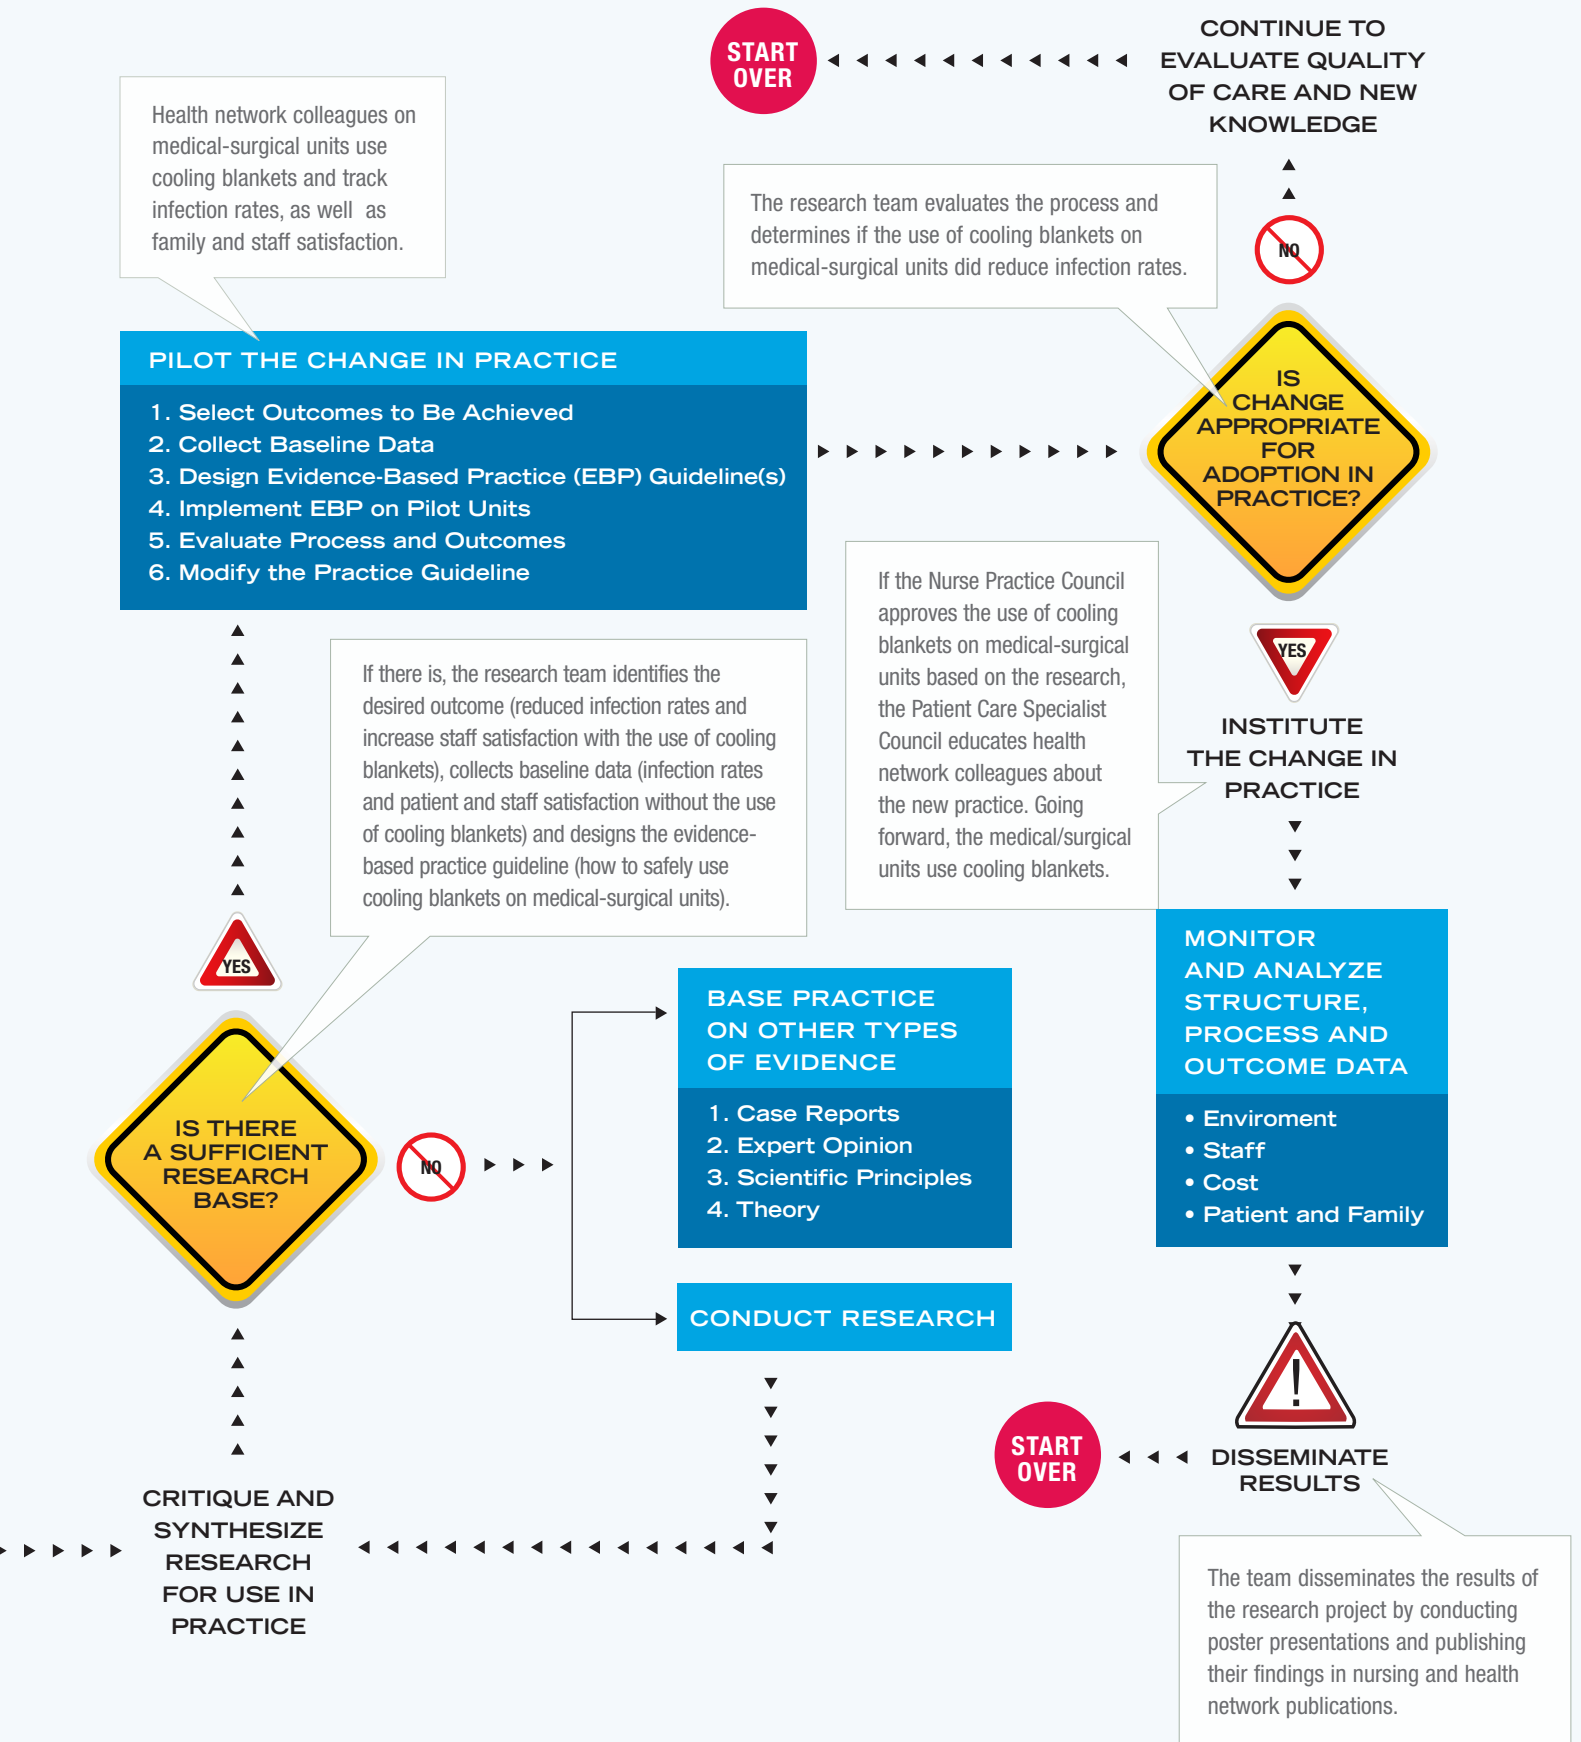 START
OVER
CONTINUE TO
EVALUATE QUALITY
OF CARE AND NEW
KNOWLEDGE
Health network colleagues on
medical-surgical units use
cooling blankets and track
infection rates, as well as
family and staff satisfaction.
The research team evaluates the process and
determines if the use of cooling blankets on
medical-surgical units did reduce infection rates.
NO
PILOT THE CHANGE IN PRACTICE
1. Select Outcomes to Be Achieved
2. Collect Baseline Data
3. Design Evidence-Based Practice (EBP) Guideline(s)
4. Implement EBP on Pilot Units
5. Evaluate Process and Outcomes
6. Modify the Practice Guideline
IS
CHANGE
APPROPRIATE
FOR
ADOPTION IN
PRACTICE?
If the Nurse Practice Council
approves the use of cooling
blankets on medical-surgical
units based on the research,
the Patient Care Specialist
Council educates health
network colleagues about
the new practice. Going
forward, the medical/surgical
units use cooling blankets.
YES
INSTITUTE
THE CHANGE IN
PRACTICE
If there is, the research team identifies the
desired outcome (reduced infection rates and
increase staff satisfaction with the use of cooling
blankets), collects baseline data (infection rates
and patient and staff satisfaction without the use
of cooling blankets) and designs the evidence-
based practice guideline (how to safely use
cooling blankets on medical-surgical units).
YES
IS THERE
A SUFFICIENT
RESEARCH
BASE?
NO
BASE PRACTICE
ON OTHER TYPES
OF EVIDENCE
1. Case Reports
2. Expert Opinion
3. Scientific Principles
4. Theory
CONDUCT RESEARCH
MONITOR
AND ANALYZE
STRUCTURE,
PROCESS AND
OUTCOME DATA
• Enviroment
• Staff
• Cost
• Patient and Family
!
START
OVER
DISSEMINATE
RESULTS
CRITIQUE AND
SYNTHESIZE
RESEARCH
FOR USE IN
PRACTICE
The team disseminates the results of
the research project by conducting
poster presentations and publishing
their findings in nursing and health
network publications.